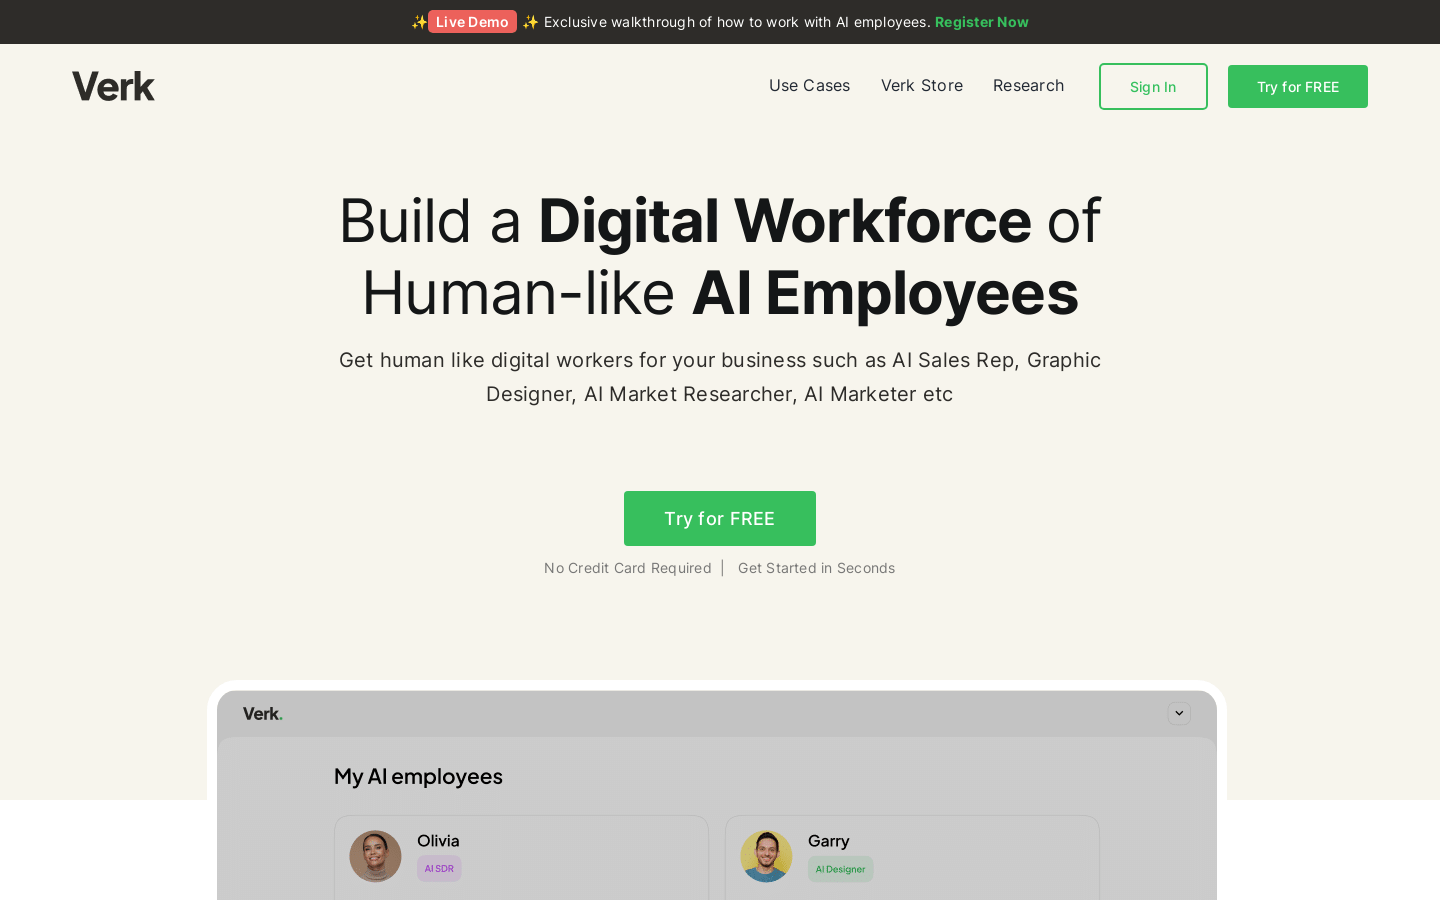 ✨ Live Demo ✨ Exclusive walkthrough of how to work with AI employees. Register Now
Verk
Use Cases
Verk Store
Research
Sign In
Try for FREE
Build a Digital Workforce of
Human-like AI Employees
Get human like digital workers for your business such as AI Sales Rep, Graphic
Designer, AI Market Researcher, AI Marketer etc
Try for FREE
No Credit Card Required | Get Started in Seconds
Verk.
My AI employees
Olivia
AI SDR
Garry
AI Designer